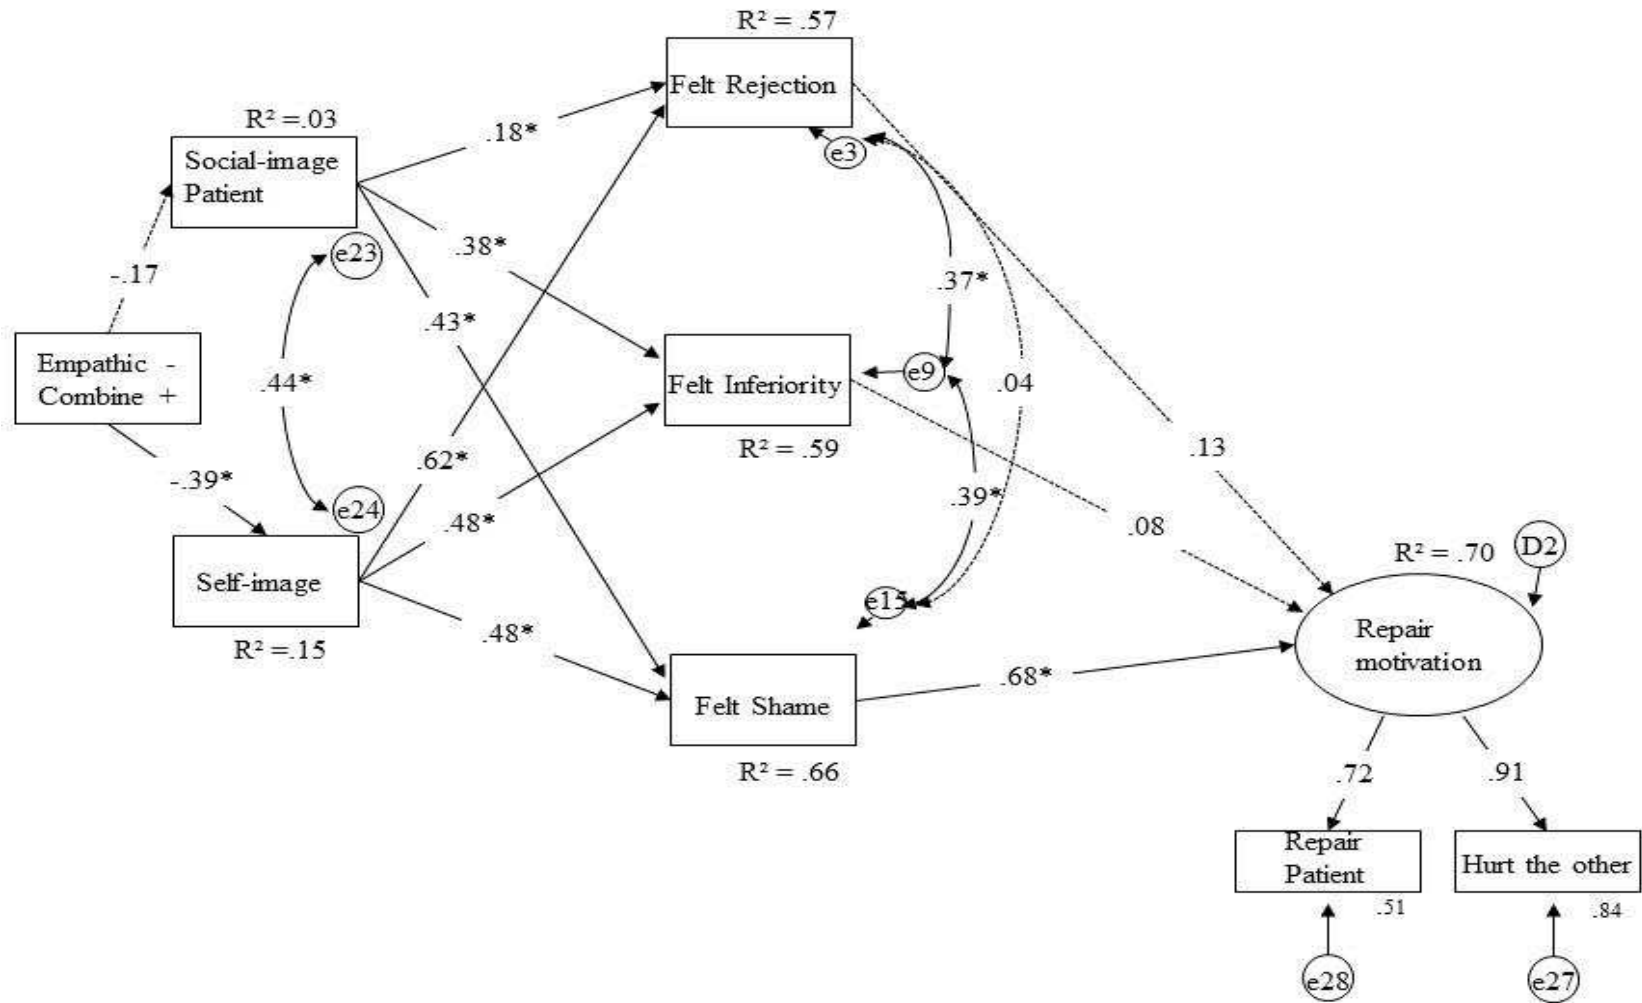 R² = .57
Felt Rejection
R² =.03
Social-image
Patient
.18*
e3
e23
.38*
-.17
.37*
.43*
Empathic -
Combine +
.44*
e9
.04
Felt Inferiority
R² = .59
.62*
.13
-.39*
e24
.48*
.39*
.08
R² = .70
D2
Self-image
R² =.15
e15
.48*
Repair
motivation
.68*
Felt Shame
R² = .66
.72
.91
Repair
Patient
Hurt the other
.51
.84
e28
e27